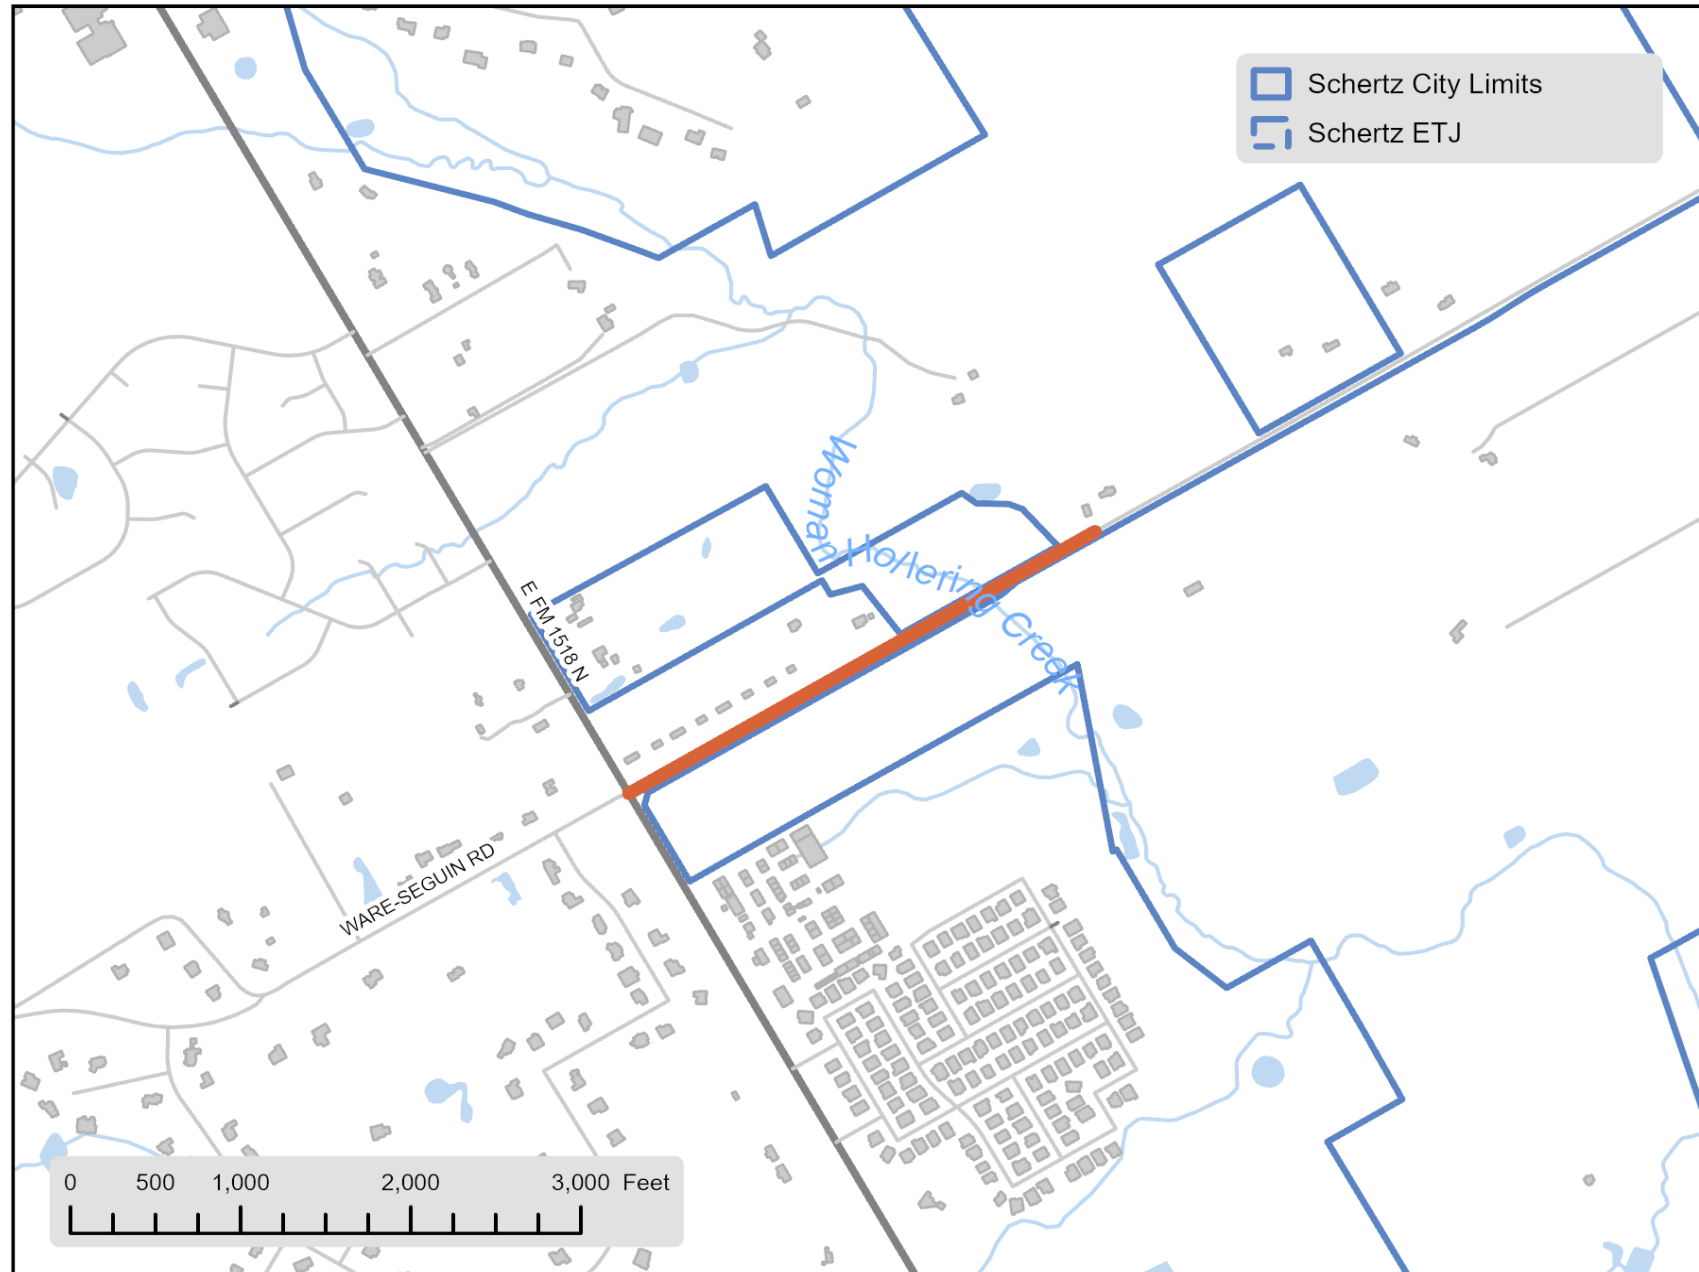 Schertz City Limits
Schertz ETJ
Woman Hollering Creek
E FM 1518 N
WARE-SEGUIN RD
0 500 1,000 2,000 3,000 Feet